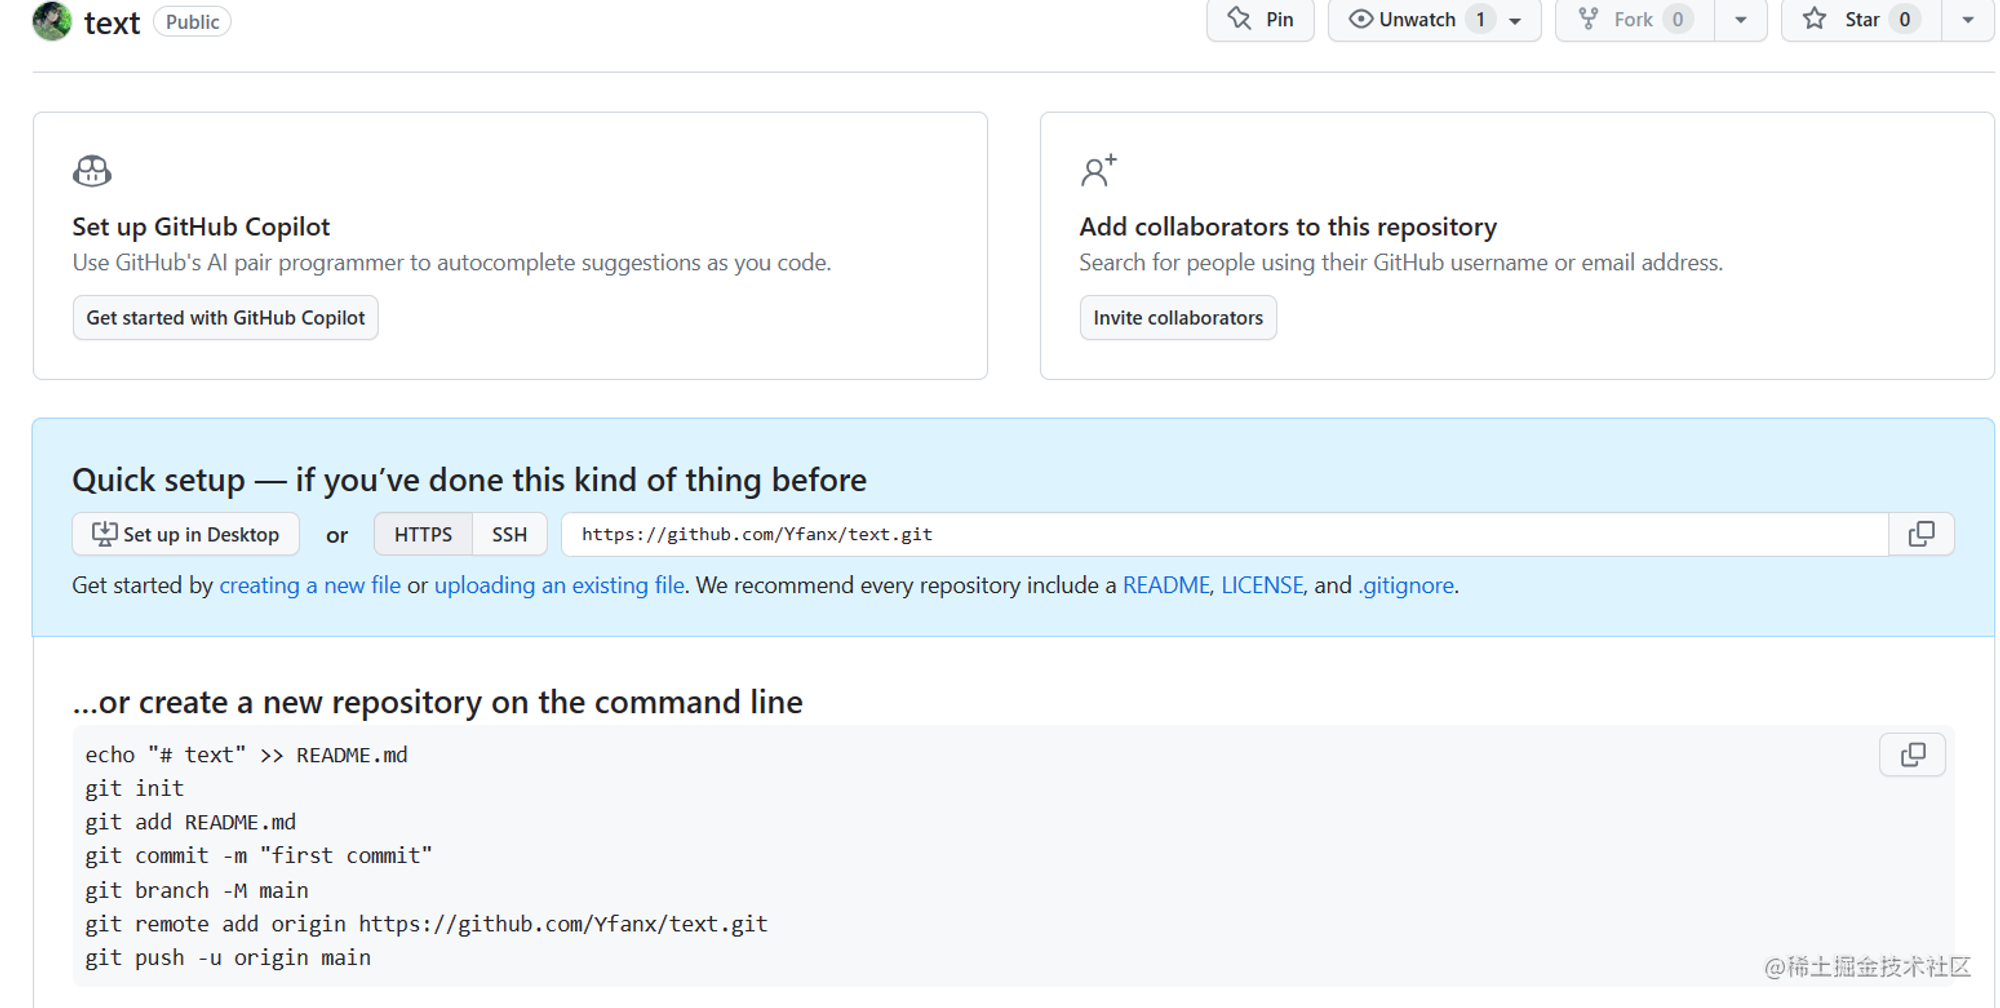 text Public Pin Unwatch 1 Fork 0 Star 0
Set up GitHub Copilot
Use GitHub's AI pair programmer to autocomplete suggestions as you code.
Get started with GitHub Copilot
Add collaborators to this repository
Search for people using their GitHub username or email address.
Invite collaborators
Quick setup — if you’ve done this kind of thing before
Set up in Desktop or HTTPS SSH https://github.com/Yfanx/text.git
Get started by creating a new file or uploading an existing file. We recommend every repository include a README, LICENSE, and .gitignore.
…or create a new repository on the command line
echo "# text" >> README.md
git init
git add README.md
git commit -m "first commit"
git branch -M main
git remote add origin https://github.com/Yfanx/text.git
git push -u origin main
@稀土掘金技术社区